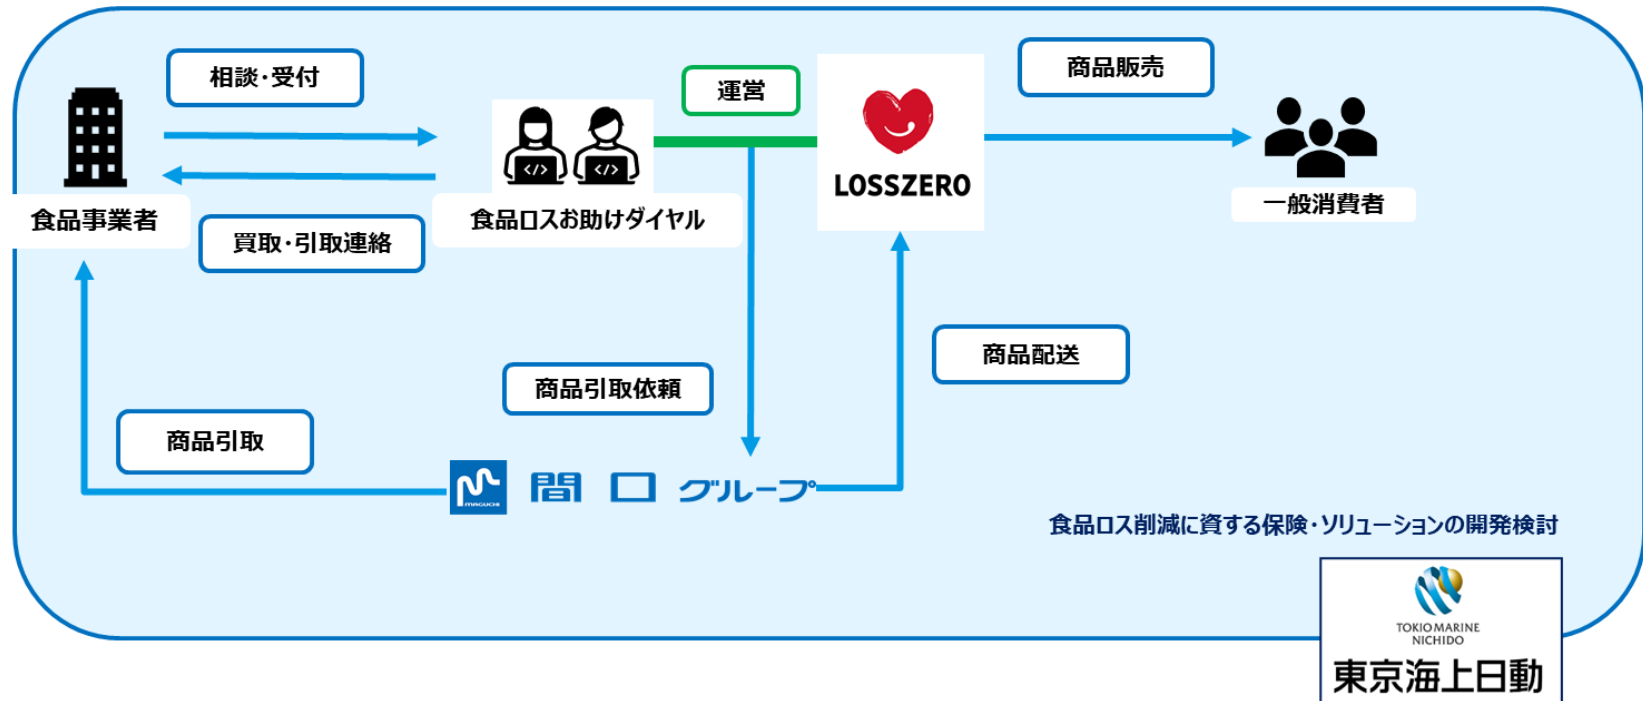 相談・受付
運営
商品販売
</>
</>
LOSSZERO
食品事業者
食品ロスお助けダイヤル
一般消費者
買取・引取連絡
商品配送
商品引取依頼
商品引取
MAGUCHI
間口グループ
食品ロス削減に資する保険・ソリューションの開発検討
TOKIO MARINE
NICHIDO
東京海上日動